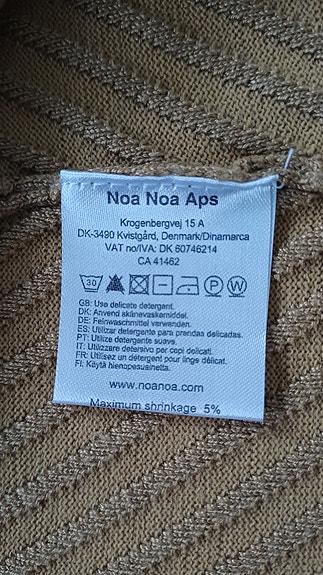 Noa Noa Aps
Krogenbergvej 15 A
DK-3490 Kvistgård, Denmark/Dinamarca
VAT no/IVA: DK 60746214
CA 41462
30 P W
GB: Use delicate detergent.
DK: Anvend skånevaskemiddel.
DE: Feinwaschmittel verwenden.
ES: Utilizar detergente para prendas delicadas.
PT: Utilize detergente suave.
IT: Utilizzare detersivo per capi delicati.
FR: Utilisez un détergent pour linge délicat.
FI: Käytä hienopesuainetta.
www.noanoa.com
Maximum shrinkage 5%